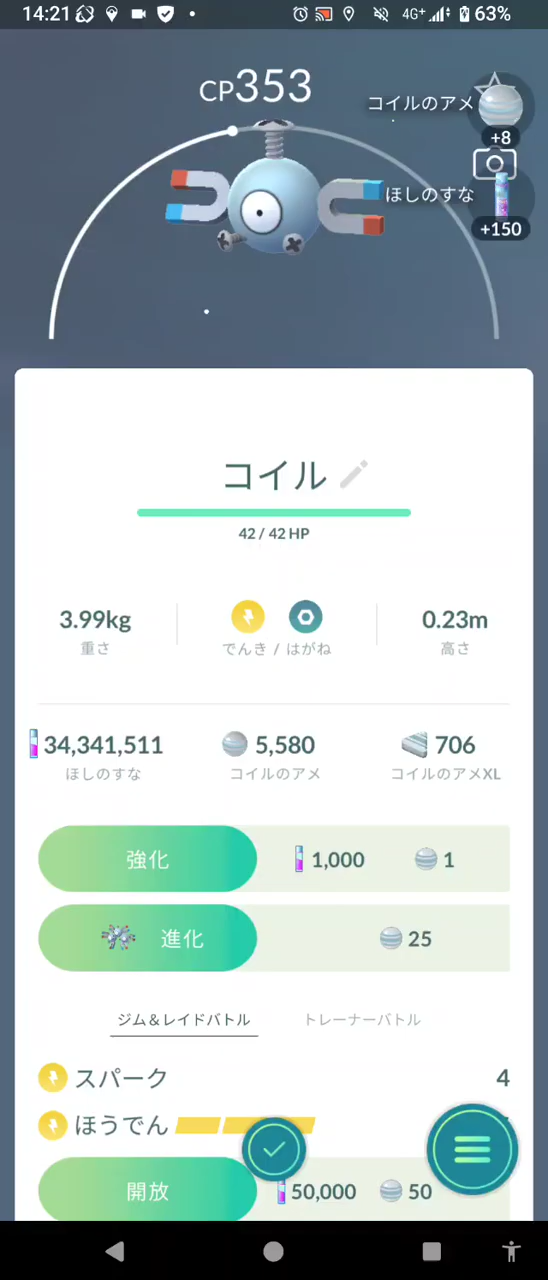 14:21 4G+ 63%
CP353
コイルのアメ
+8
ほしのすな
+150
コイル
42 / 42 HP
3.99kg
重さ
でんき / はがね
0.23m
高さ
34,341,511
ほしのすな
5,580
コイルのアメ
706
コイルのアメXL
強化 1,000 1
進化 25
ジム&レイドバトル トレーナーバトル
スパーク 4
ほうでん
開放 50,000 50